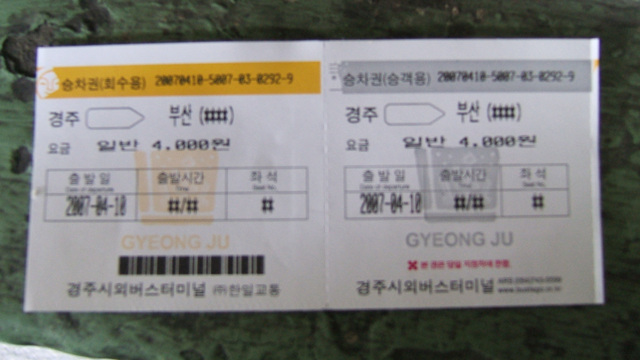 승차권(회수용) 20070410-5007-03-0292-9
경주 부산 (####)
요금 일반 4,000원
출발일 출발시간 좌석
Date of departure Time Seat No.
2007-04-10 ##/## #
GYEONG JU
경주시외버스터미널 ㈜한일교통
승차권(승객용) 20070410-5007-03-0292-9
경주 부산 (####)
요금 일반 4,000원
출발일 출발시간 좌석
Date of departure Time Seat No.
2007-04-10 ##/## #
GYEONG JU
경주시외버스터미널